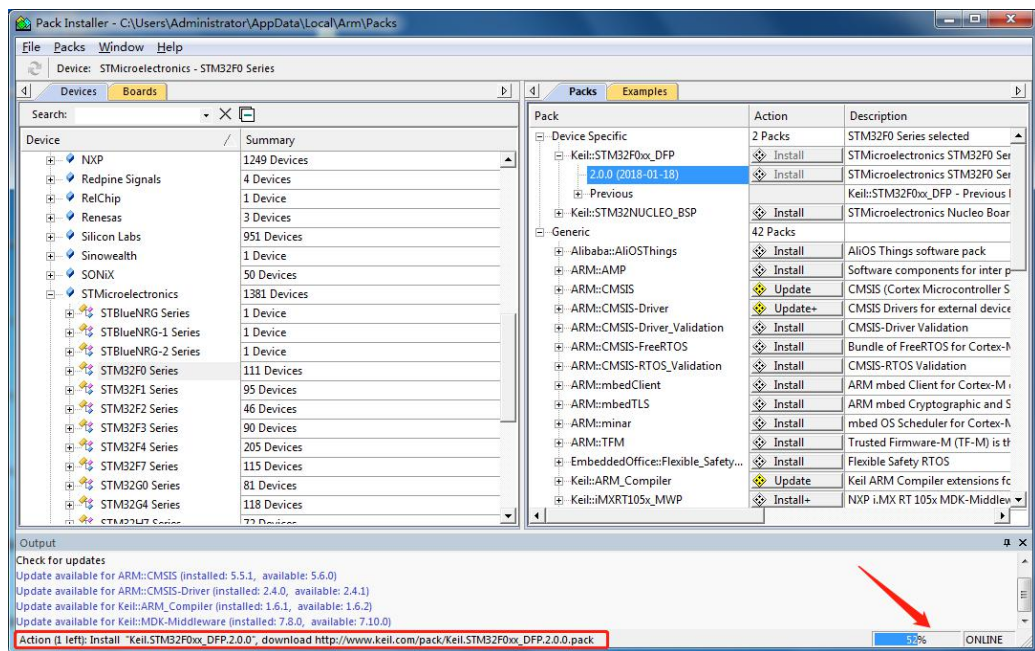 Pack Installer - C:\Users\Administrator\AppData\Local\Arm\Packs
File Packs Window Help
Device: STMicroelectronics - STM32F0 Series
Devices Boards
Search:
Device / Summary
NXP 1249 Devices
Redpine Signals 4 Devices
RelChip 1 Device
Renesas 3 Devices
Silicon Labs 951 Devices
Sinowealth 1 Device
SONiX 50 Devices
STMicroelectronics 1381 Devices
STBlueNRG Series 1 Device
STBlueNRG-1 Series 1 Device
STBlueNRG-2 Series 1 Device
STM32F0 Series 111 Devices
STM32F1 Series 95 Devices
STM32F2 Series 46 Devices
STM32F3 Series 90 Devices
STM32F4 Series 205 Devices
STM32F7 Series 115 Devices
STM32G0 Series 81 Devices
STM32G4 Series 118 Devices
STM32H7 Series 72 Devices
Packs Examples
Pack Action Description
Device Specific 2 Packs STM32F0 Series selected
Keil::STM32F0xx_DFP Install STMicroelectronics STM32F0 Ser
2.0.0 (2018-01-18) Install STMicroelectronics STM32F0 Ser
Previous Keil::STM32F0xx_DFP - Previous
Keil::STM32NUCLEO_BSP Install STMicroelectronics Nucleo Boar
Generic 42 Packs
Alibaba::AliOSThings Install AliOS Things software pack
ARM::AMP Install Software components for inter p
ARM::CMSIS Update CMSIS (Cortex Microcontroller S
ARM::CMSIS-Driver Update+ CMSIS Drivers for external device
ARM::CMSIS-Driver_Validation Install CMSIS-Driver Validation
ARM::CMSIS-FreeRTOS Install Bundle of FreeRTOS for Cortex-M
ARM::CMSIS-RTOS_Validation Install CMSIS-RTOS Validation
ARM::mbedClient Install ARM mbed Client for Cortex-M
ARM::mbedTLS Install ARM mbed Cryptographic and S
ARM::minar Install mbed OS Scheduler for Cortex-M
ARM::TFM Install Trusted Firmware-M (TF-M) is th
EmbeddedOffice::Flexible_Safety... Install Flexible Safety RTOS
Keil::ARM_Compiler Update Keil ARM Compiler extensions fo
Keil::iMXRT105x_MWP Install+ NXP i.MX RT 105x MDK-Middlew
Output
Check for updates
Update available for ARM::CMSIS (installed: 5.5.1, available: 5.6.0)
Update available for ARM::CMSIS-Driver (installed: 2.4.0, available: 2.4.1)
Update available for Keil::ARM_Compiler (installed: 1.6.1, available: 1.6.2)
Update available for Keil::MDK-Middleware (installed: 7.8.0, available: 7.10.0)
Action (1 left): Install "Keil.STM32F0xx_DFP.2.0.0", download http://www.keil.com/pack/Keil.STM32F0xx_DFP.2.0.0.pack 52% ONLINE